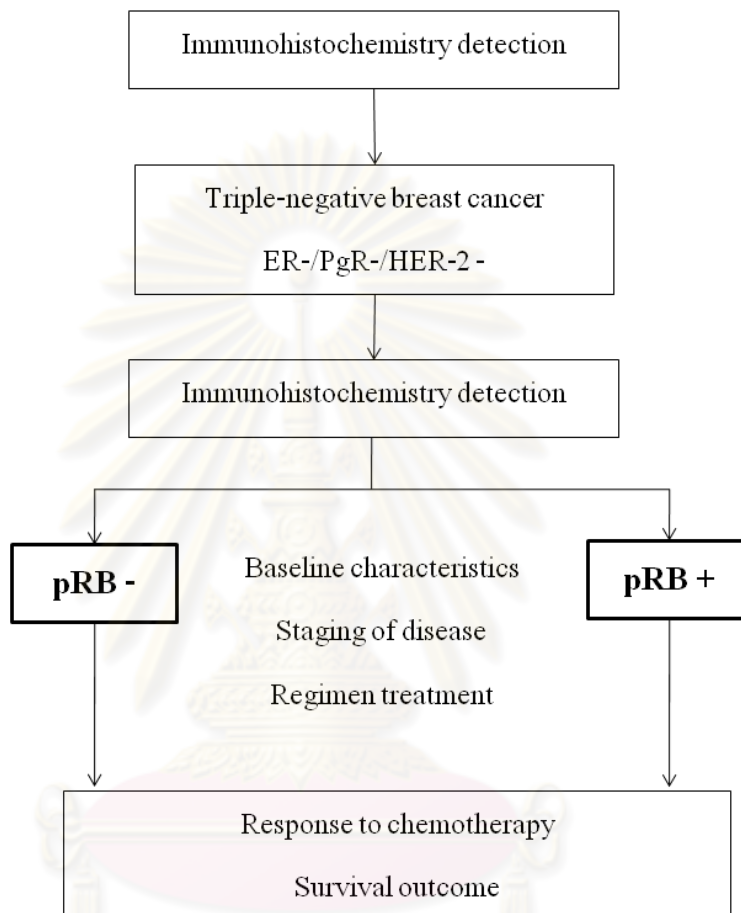 Immunohistochemistry detection
Triple-negative breast cancer
ER-/PgR-/HER-2 -
Immunohistochemistry detection
pRB -
Baseline characteristics
Staging of disease
Regimen treatment
pRB +
Response to chemotherapy
Survival outcome